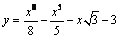 y = x⁸/8 − x⁵/5 − x√3 − 3